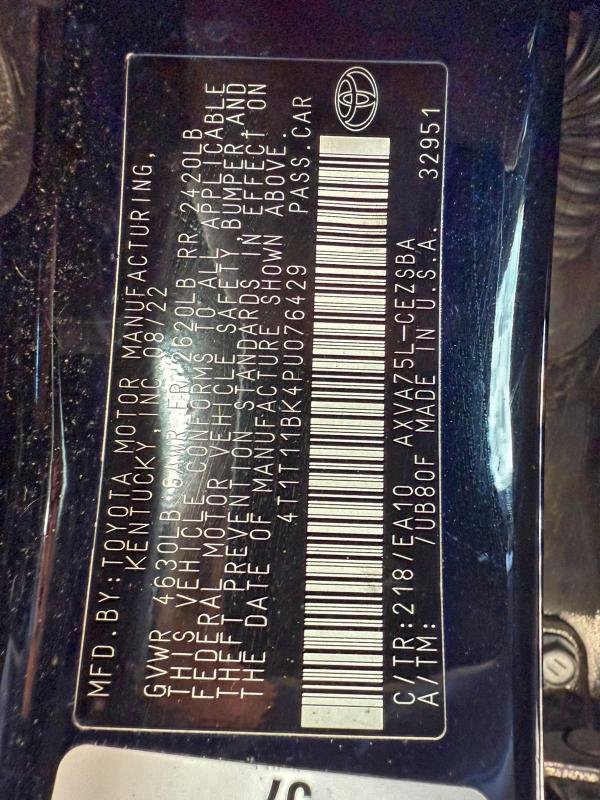 MFD.BY:TOYOTA MOTOR MANUFACTURING,
KENTUCKY,INC. 08/22
GVWR 4630LB GAWR FR 2620LB RR 2420LB
THIS VEHICLE CONFORMS TO ALL APPLICABLE
FEDERAL MOTOR VEHICLE SAFETY, BUMPER AND
THEFT PREVENTION STANDARDS IN EFFECT ON
THE DATE OF MANUFACTURE SHOWN ABOVE.
4T1T11BK4PU076429 PASS.CAR
C/TR:218/EA10 AXVA75L-CEZSBA
A/TM: /UB80F MADE IN U.S.A. 32951